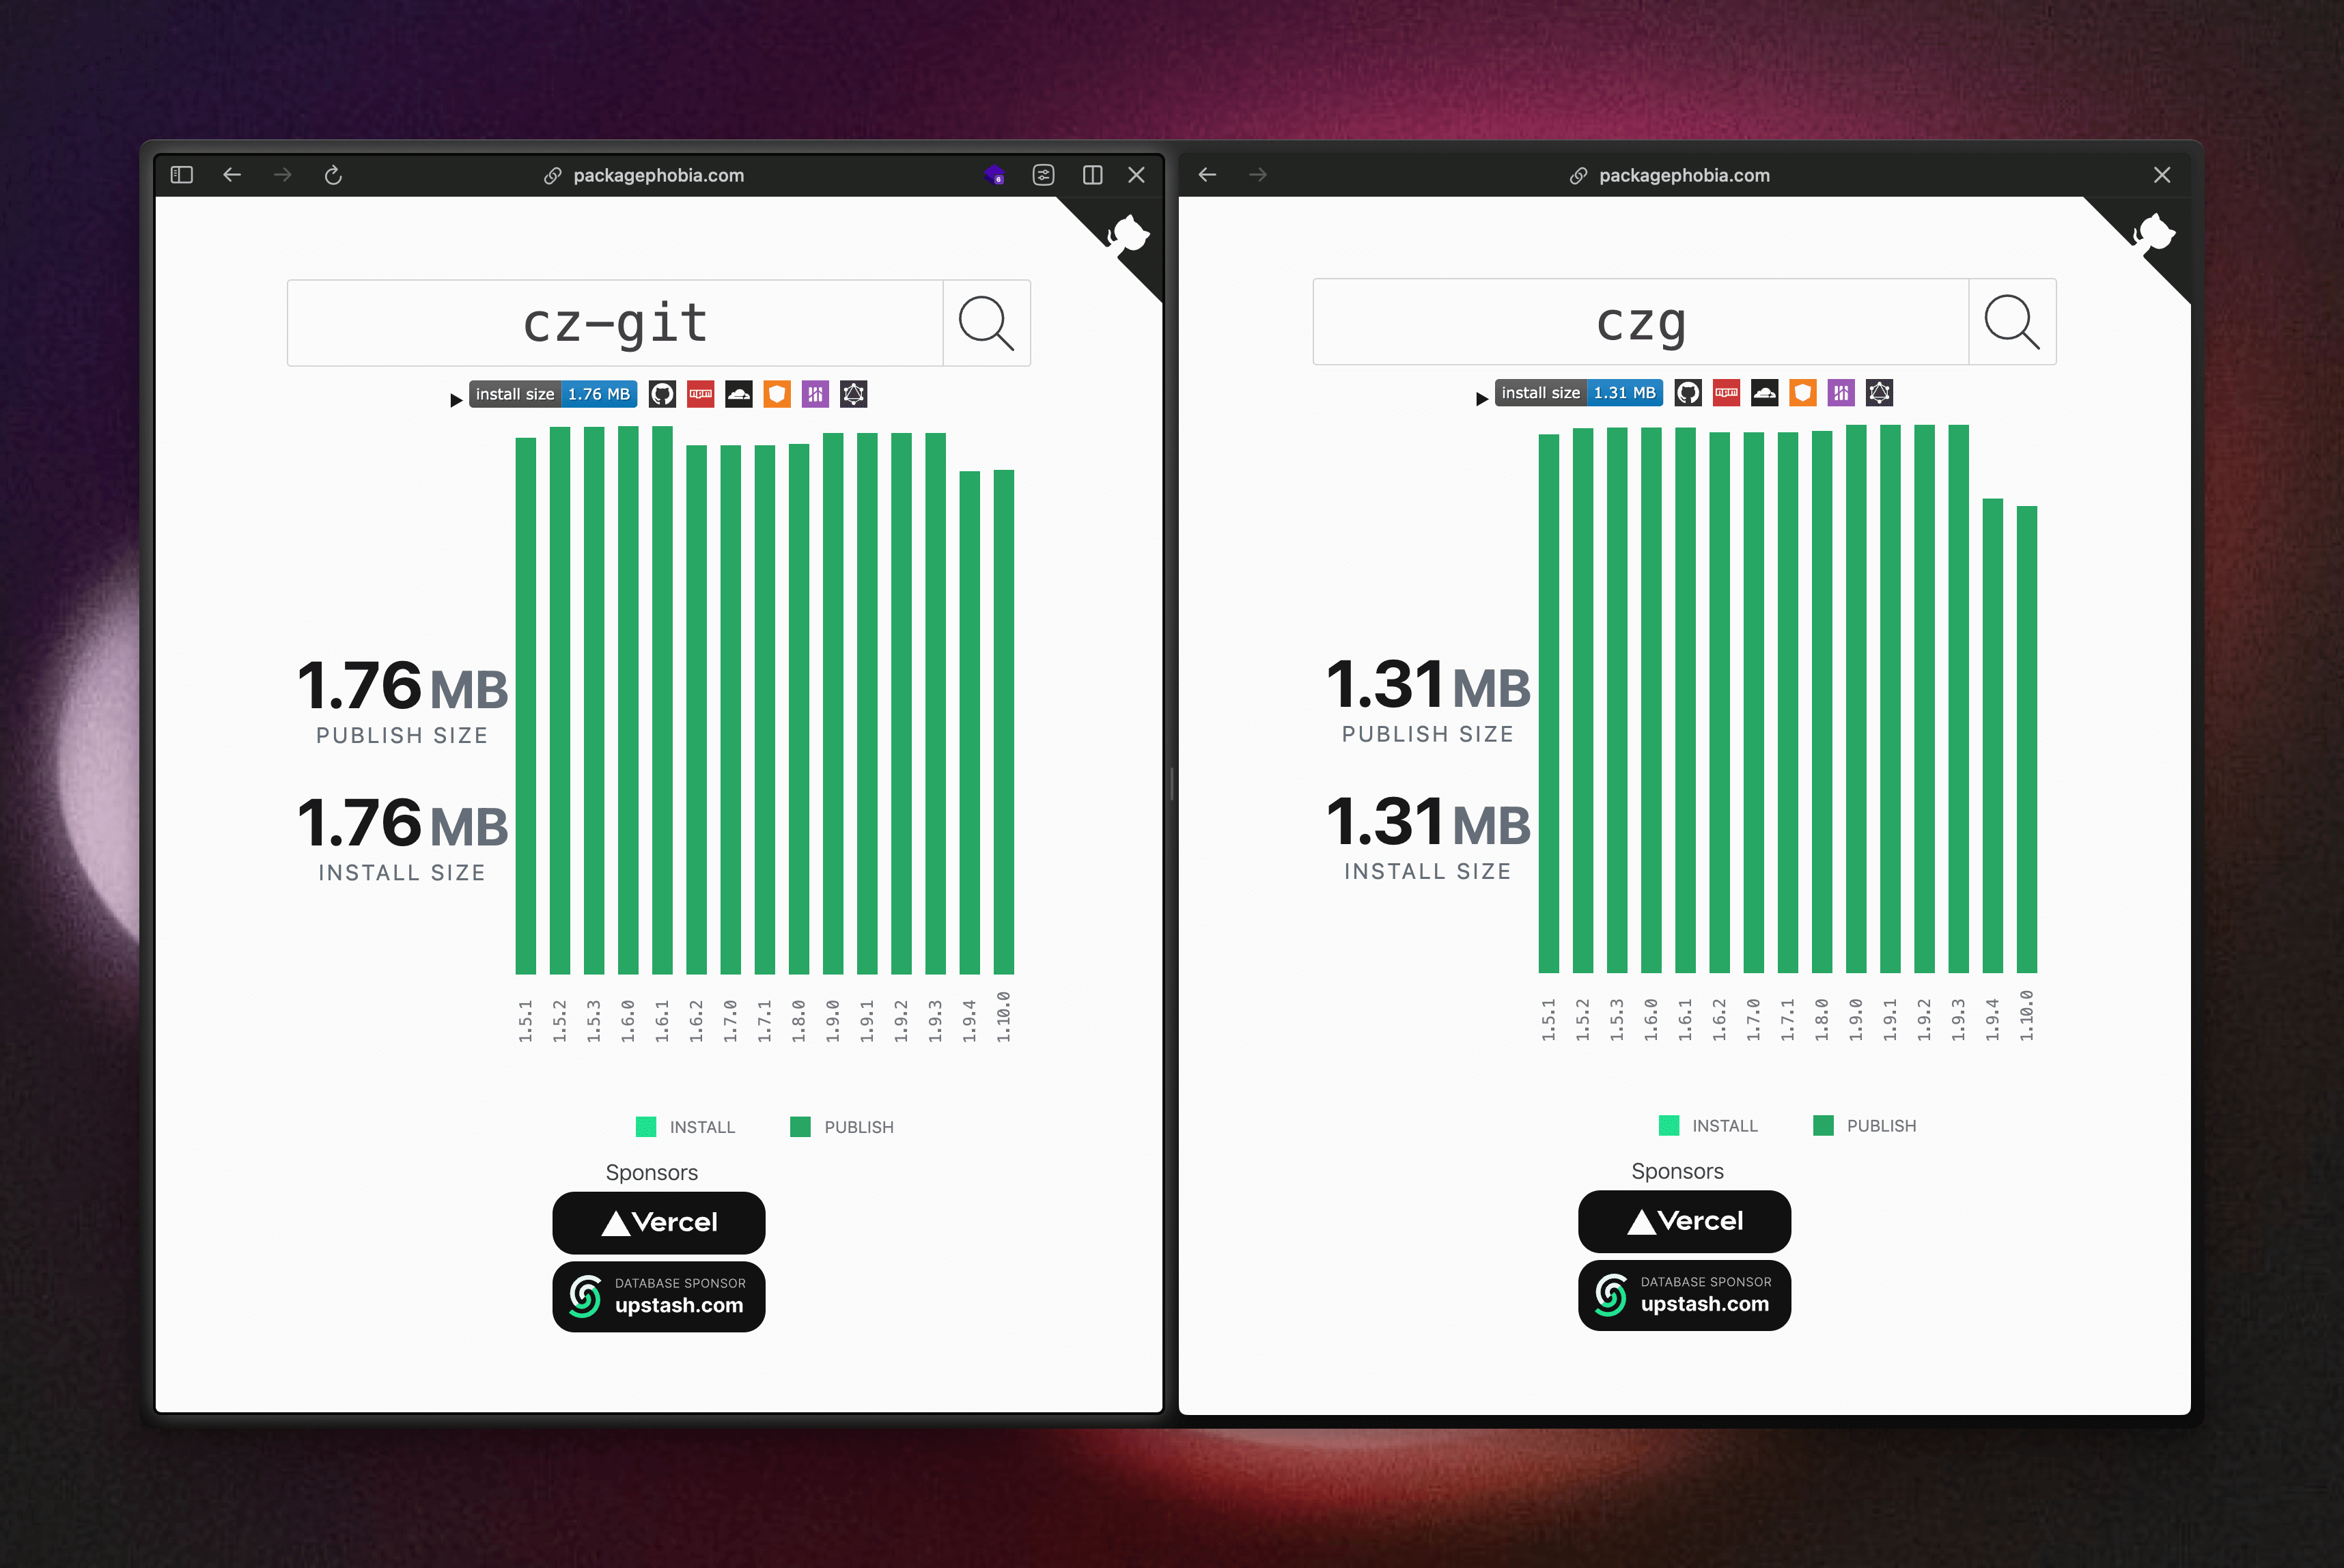 packagephobia.com
6
cz-git
install size 1.76 MB
npm
1.76 MB
PUBLISH SIZE
1.76 MB
INSTALL SIZE
1.5.1
1.5.2
1.5.3
1.6.0
1.6.1
1.6.2
1.7.0
1.7.1
1.8.0
1.9.0
1.9.1
1.9.2
1.9.3
1.9.4
1.10.0
INSTALL PUBLISH
Sponsors
Vercel
DATABASE SPONSOR
upstash.com
packagephobia.com
czg
install size 1.31 MB
npm
1.31 MB
PUBLISH SIZE
1.31 MB
INSTALL SIZE
1.5.1
1.5.2
1.5.3
1.6.0
1.6.1
1.6.2
1.7.0
1.7.1
1.8.0
1.9.0
1.9.1
1.9.2
1.9.3
1.9.4
1.10.0
INSTALL PUBLISH
Sponsors
Vercel
DATABASE SPONSOR
upstash.com